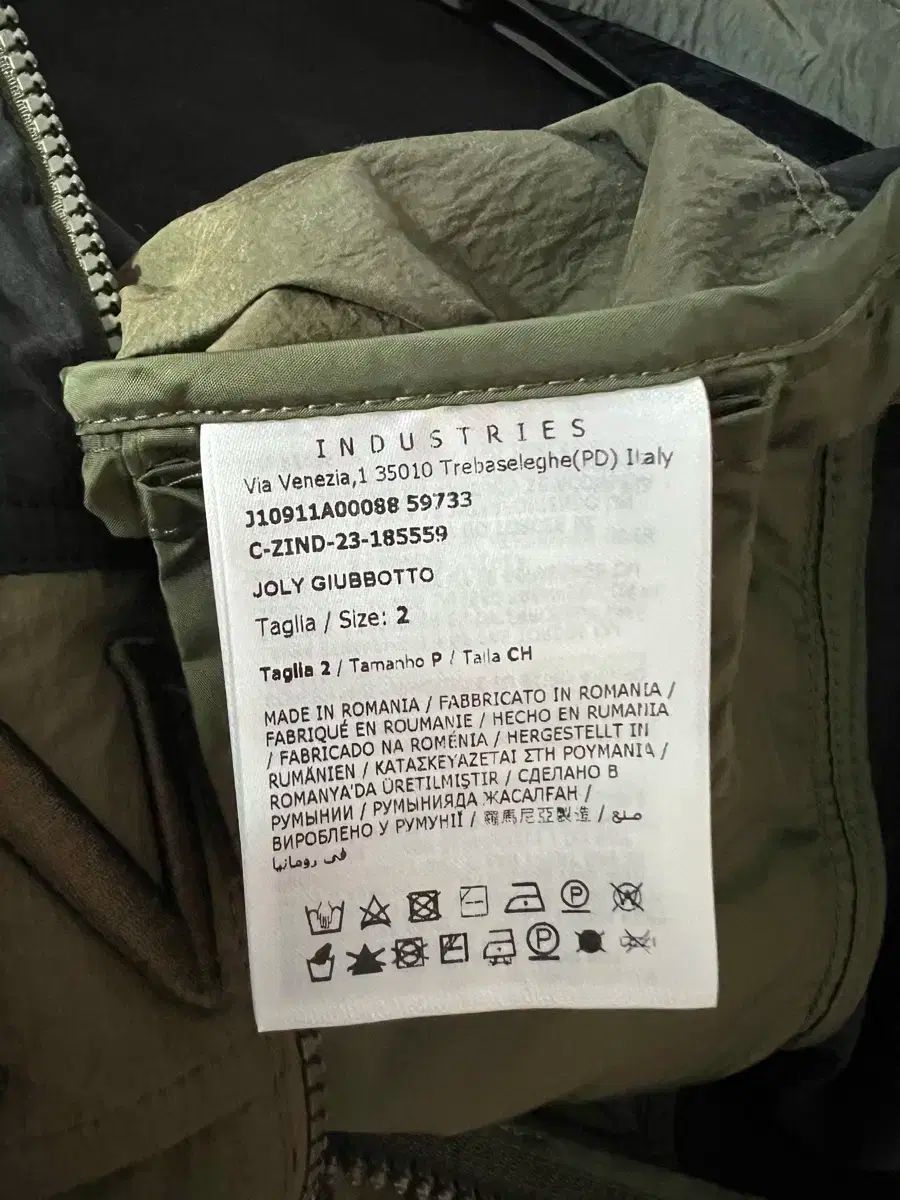 INDUSTRIES
Via Venezia,1 35010 Trebaseleghe(PD) Italy
J10911A00088 59733
C-ZIND-23-185559
JOLY GIUBBOTTO
Taglia / Size: 2
Taglia 2 / Tamanho P / Talla CH
MADE IN ROMANIA / FABBRICATO IN ROMANIA /
FABRIQUÉ EN ROUMANIE / HECHO EN RUMANIA
/ FABRICADO NA ROMÉNIA / HERGESTELLT IN
RUMÄNIEN / ΚΑΤΑΣΚΕΥΑΖΕΤΑΙ ΣΤΗ ΡΟΥΜΑΝΙΑ /
ROMANYA'DA ÜRETILMIŞTIR / СДЕЛАНО В
РУМЫНИИ / РУМЫНИЯДА ЖАСАЛҒАН /
ВИРОБЛЕНО У РУМУНІЇ / 羅馬尼亞製造 / صنع
في رومانيا